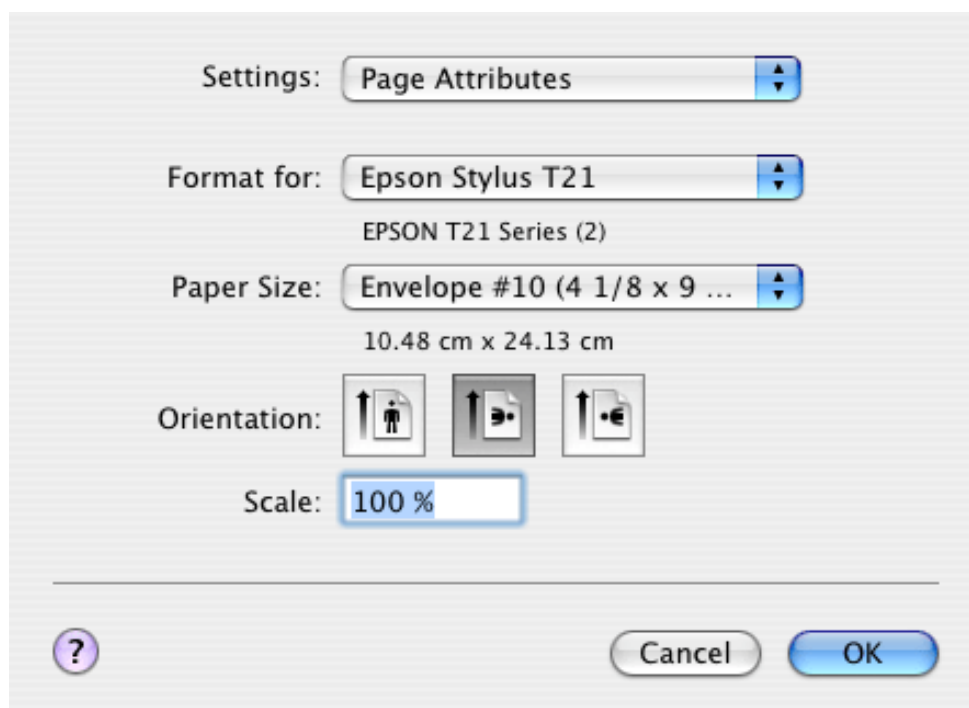 Settings: Page Attributes
Format for: Epson Stylus T21
EPSON T21 Series (2)
Paper Size: Envelope #10 (4 1/8 x 9 ...
10.48 cm x 24.13 cm
Orientation:
Scale: 100 %
? Cancel OK